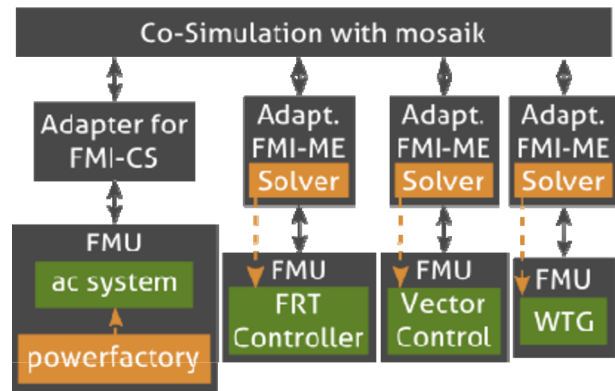 Co-Simulation with mosaik
Adapter for
FMI-CS
Adapt.
FMI-ME
Solver
Adapt.
FMI-ME
Solver
Adapt.
FMI-ME
Solver
FMU
ac system
powerfactory
FMU
FRT
Controller
FMU
Vector
Control
FMU
WTG